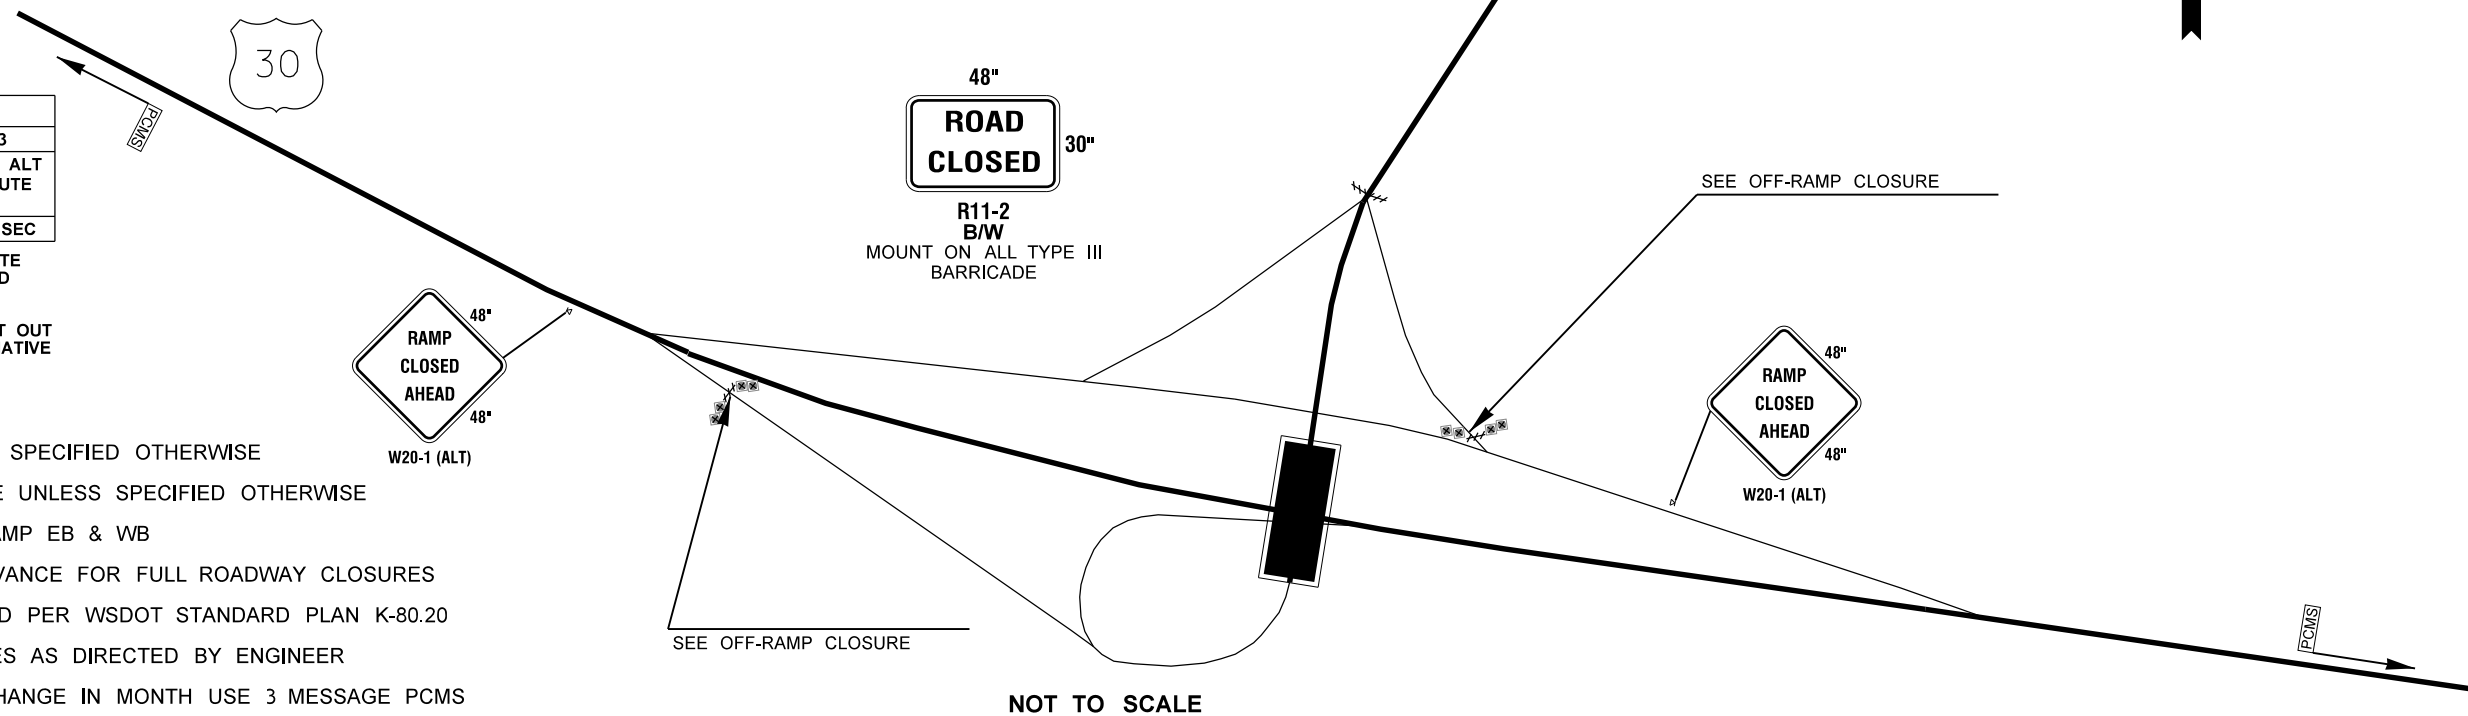 30
PCMS
3
ALT
UTE
SEC
TE
D
T OUT
ATIVE
48"
ROAD
CLOSED
30"
R11-2
B/W
MOUNT ON ALL TYPE III
BARRICADE
SEE OFF-RAMP CLOSURE
48"
RAMP
CLOSED
AHEAD
48"
W20-1 (ALT)
48"
RAMP
CLOSED
AHEAD
48"
W20-1 (ALT)
SPECIFIED OTHERWISE
E UNLESS SPECIFIED OTHERWISE
AMP EB & WB
VANCE FOR FULL ROADWAY CLOSURES
D PER WSDOT STANDARD PLAN K-80.20
ES AS DIRECTED BY ENGINEER
HANGE IN MONTH USE 3 MESSAGE PCMS
SEE OFF-RAMP CLOSURE
PCMS
NOT TO SCALE